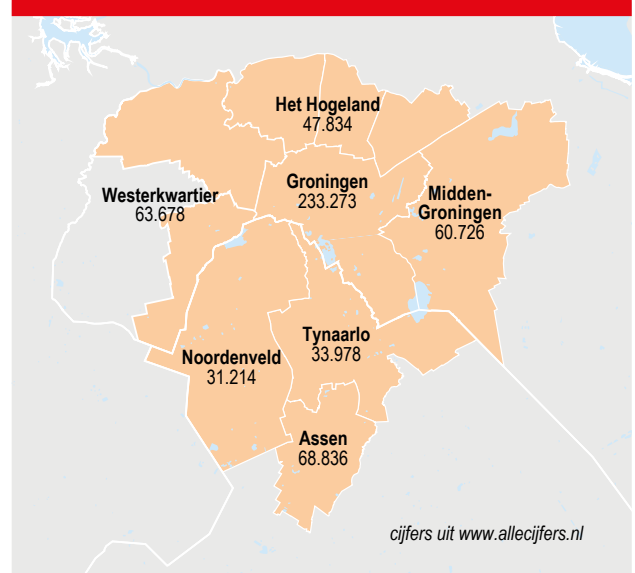 Het Hogeland
47.834
Groningen
233.273
Westerkwartier
63.678
Midden-
Groningen
60.726
Tynaarlo
33.978
Noordenveld
31.214
Assen
68.836
cijfers uit www.allecijfers.nl